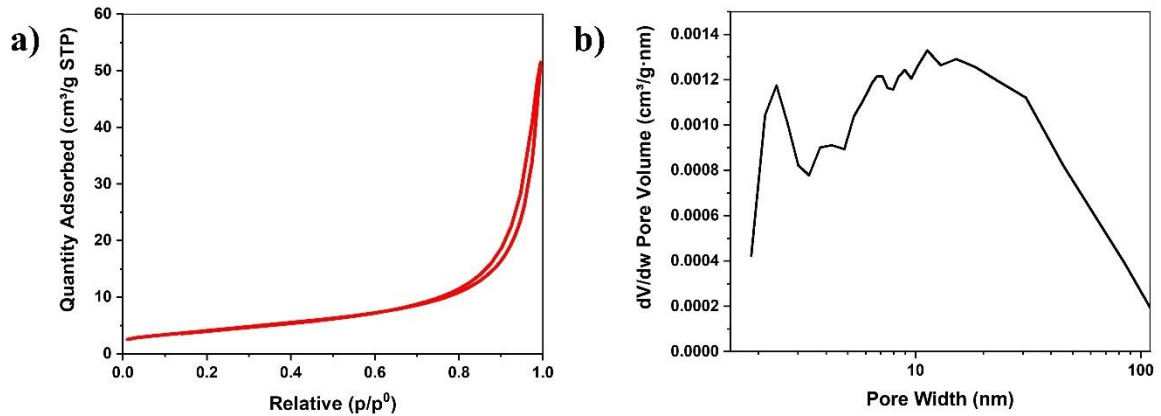 a)
Quantity Adsorbed (cm³/g STP)
60
50
40
30
20
10
0
0.0 0.2 0.4 0.6 0.8 1.0
Relative (p/p⁰)
b)
dV/dw Pore Volume (cm³/g·nm)
0.0014
0.0012
0.0010
0.0008
0.0006
0.0004
0.0002
0.0000
10 100
Pore Width (nm)